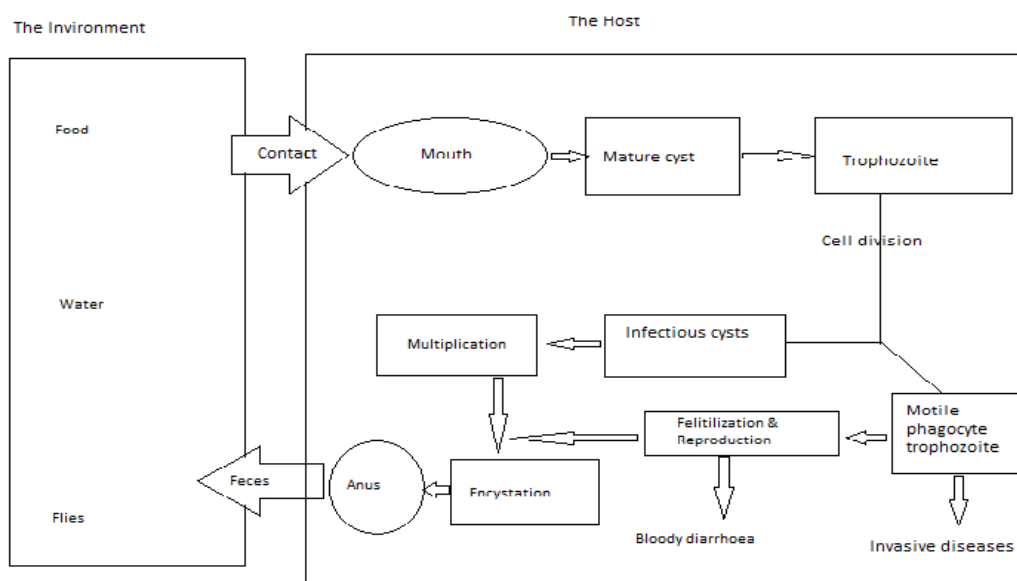 The Invironment
The Host
Food
Contact
Mouth
Mature cyst
Trophozoite
Cell division
Water
Multiplication
Infectious cysts
Motile
phagocyte
trophozoite
Felitilization &
Reproduction
Feces
Anus
Encystation
Flies
Bloody diarrhoea
Invasive diseases